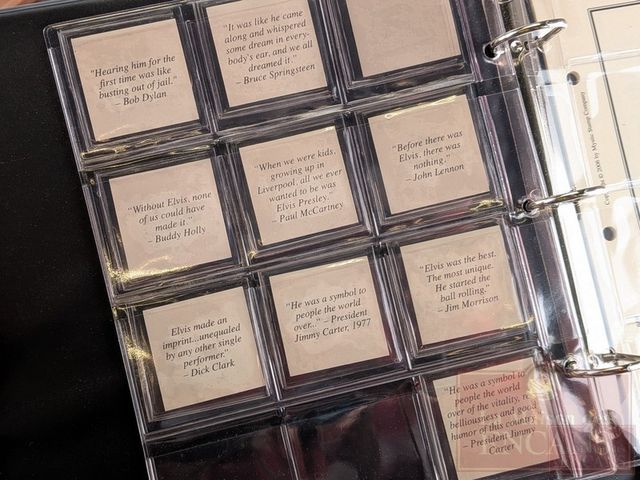 "Hearing him for the
first time was like
busting out of jail."
– Bob Dylan
"It was like he came
along and whispered
some dream in every-
body's ear, and we all
dreamed it."
– Bruce Springsteen
"Without Elvis, none
of us could have
made it."
– Buddy Holly
"When we were kids,
growing up in
Liverpool, all we ever
wanted to be was
Elvis Presley."
– Paul McCartney
"Before there was
Elvis, there was
nothing."
– John Lennon
Elvis made an
imprint...unequaled
by any other single
performer."
– Dick Clark
"He was a symbol to
people the world
over..." – President
Jimmy Carter, 1977
"Elvis was the best.
The most unique.
He started the
ball rolling."
– Jim Morrison
"He was a symbol to
people the world
over of the vitality,
belliousness and good
humor of this country
– President Jimmy
Carter